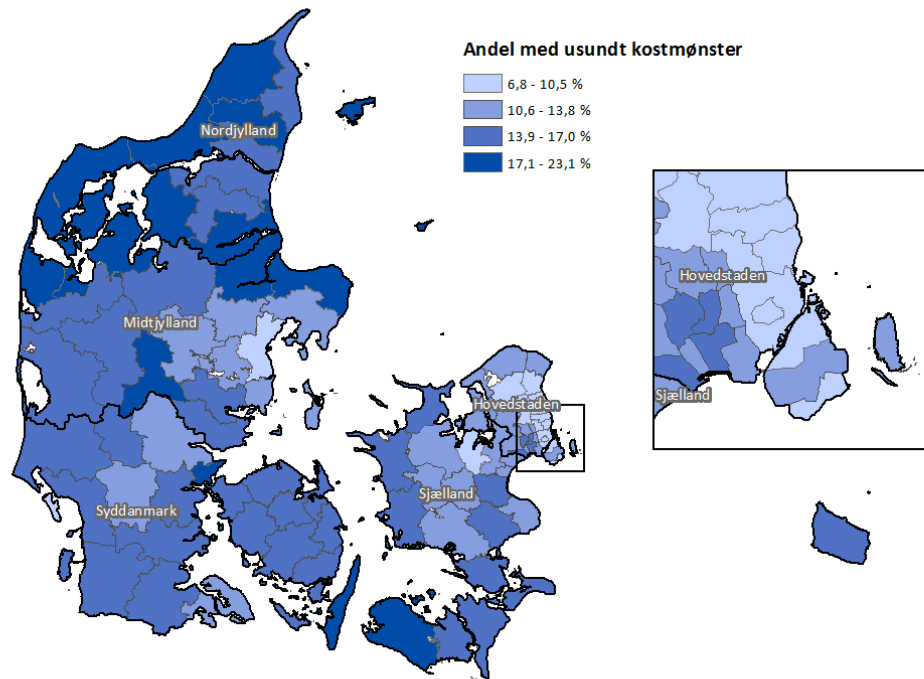 Andel med usundt kostmønster
6,8 - 10,5 %
10,6 - 13,8 %
13,9 - 17,0 %
17,1 - 23,1 %
Nordjylland
Midtjylland
Hovedstaden
Sjælland
Syddanmark
Hovedstaden
Sjælland